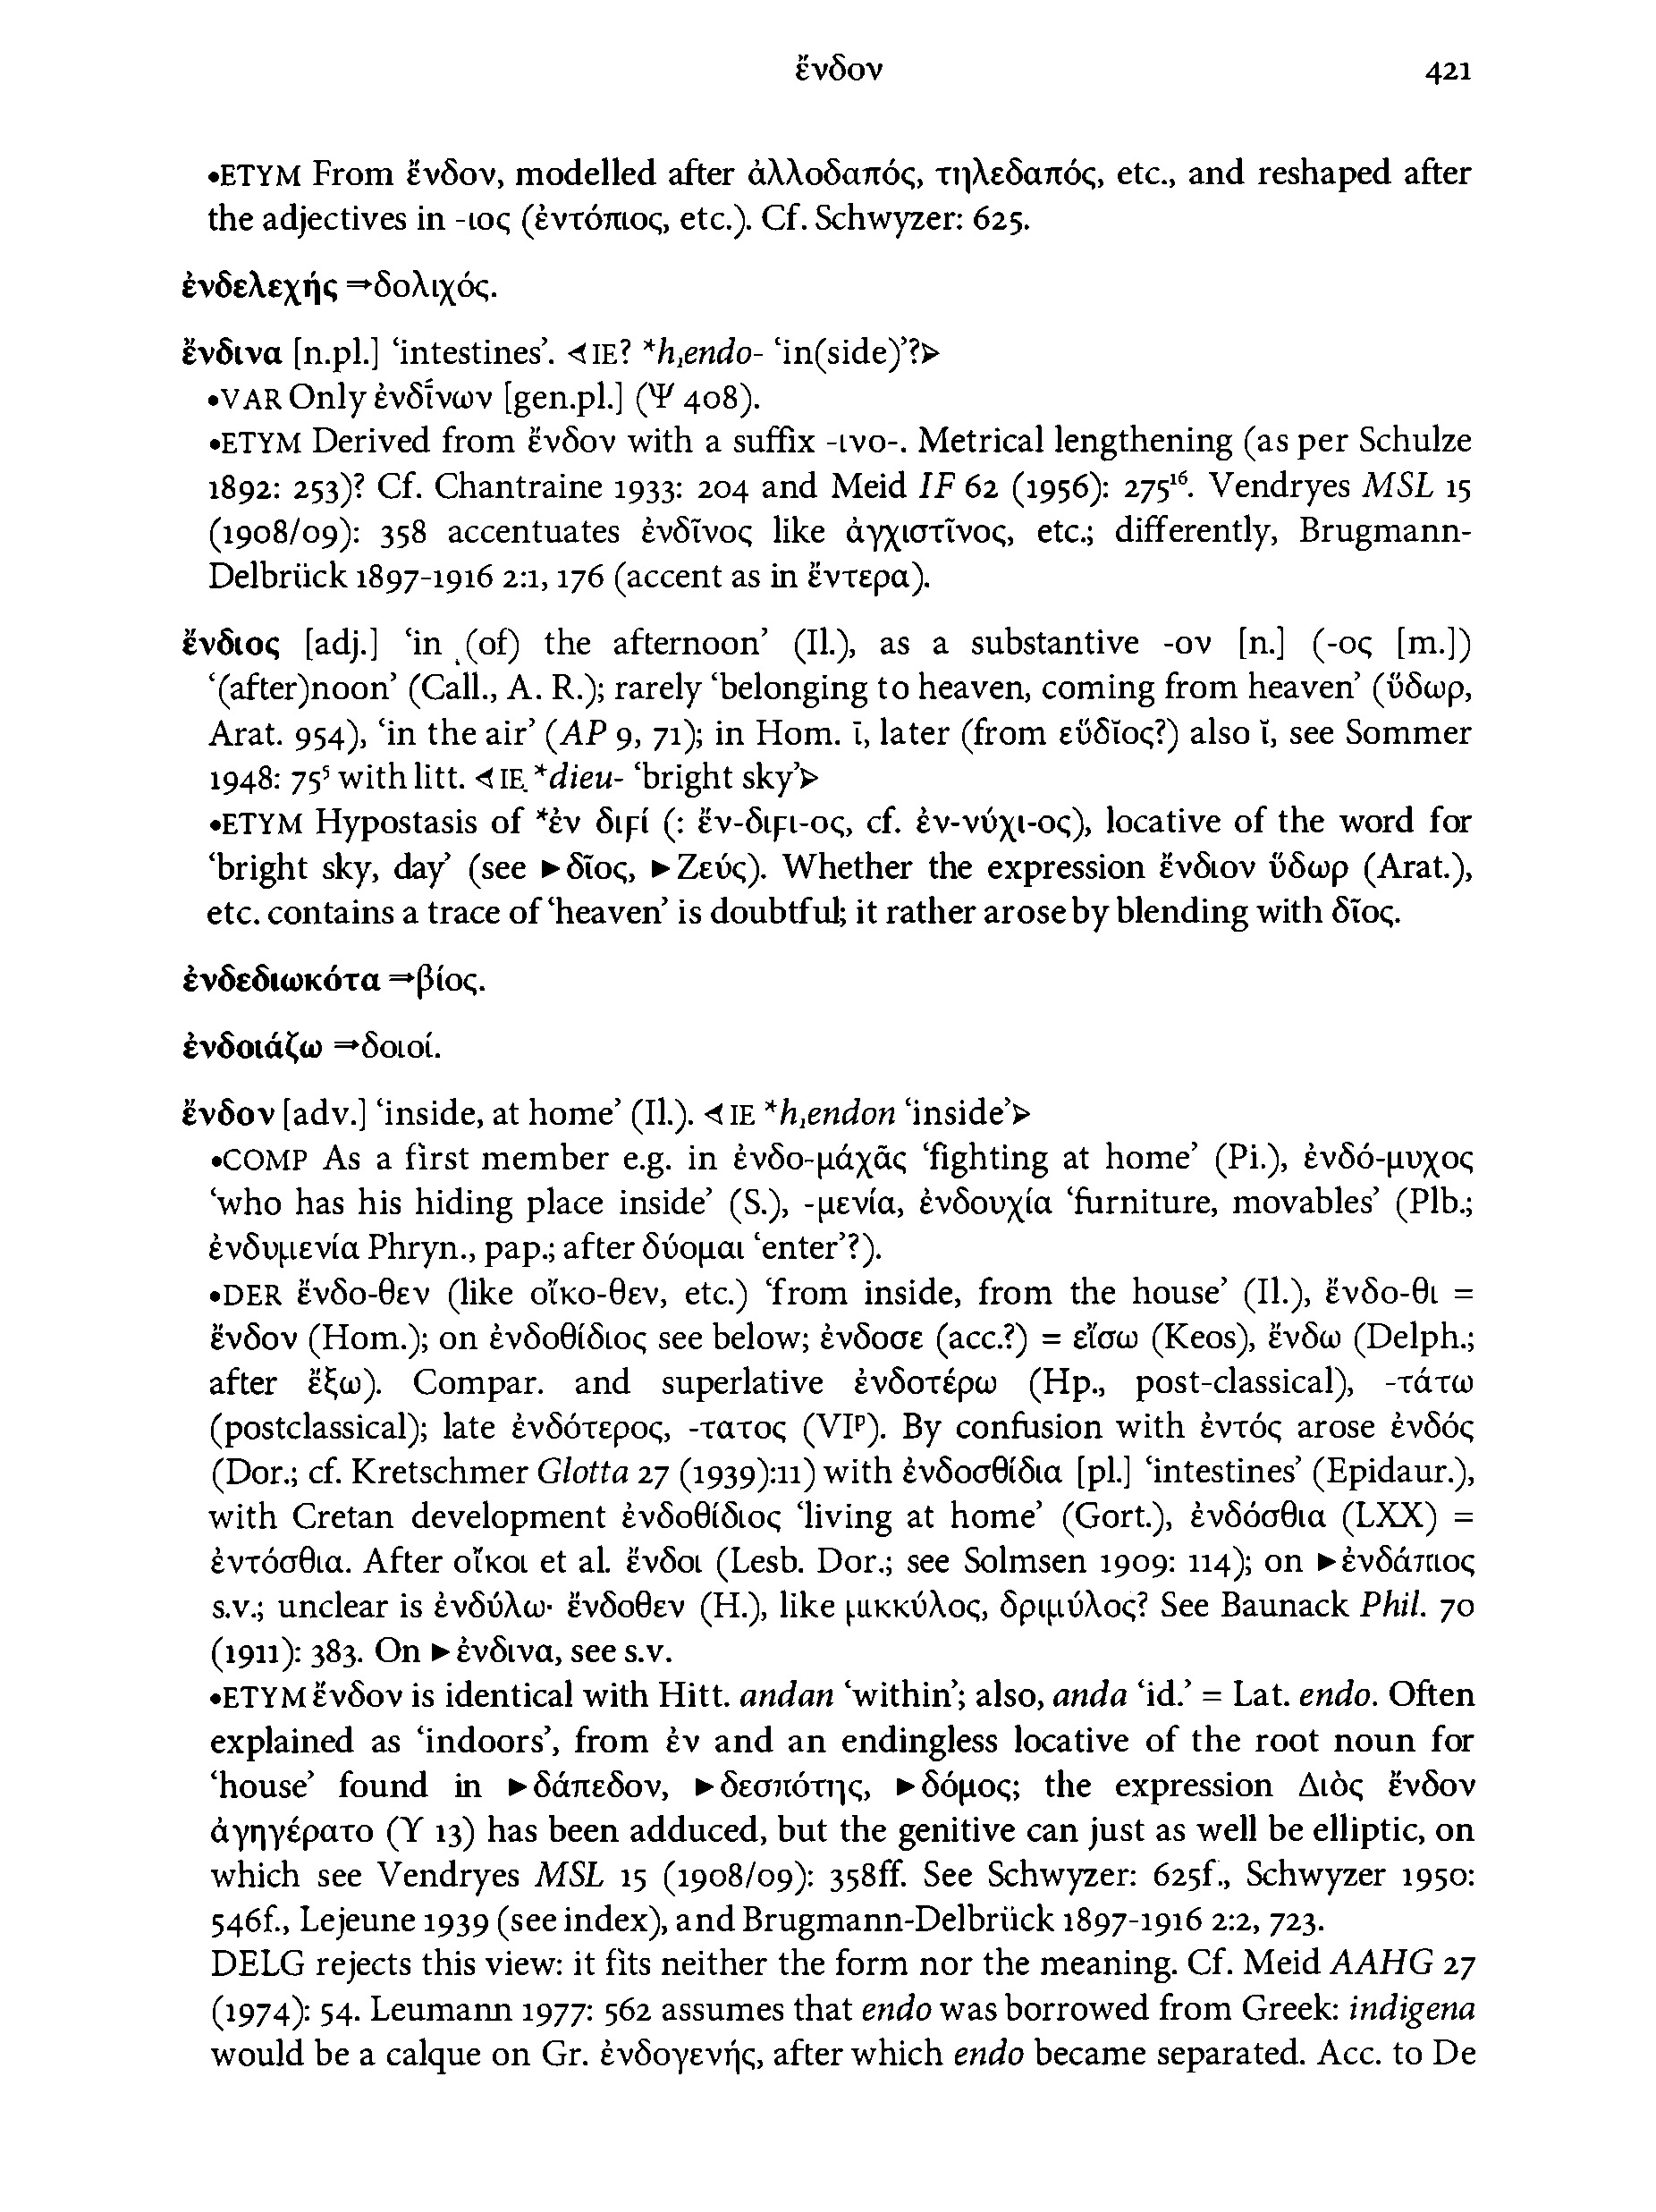 ἔνδον 421
•ETYM From ἔνδον, modelled after ἀλλοδαπός, τηλεδαπός, etc., and reshaped after
the adjectives in -ιος (ἐντόπιος, etc.). Cf. Schwyzer: 625.
ἐνδελεχής ⇒δολιχός.
ἔνδινα [n.pl.] ‘intestines’. ⊲IE? *h₁endo- ‘in(side)’?⊳
•VAR Only ἐνδί̄νων [gen.pl.] (Ψ 408).
•ETYM Derived from ἔνδον with a suffix -ινο-. Metrical lengthening (as per Schulze
1892: 253)? Cf. Chantraine 1933: 204 and Meid IF 62 (1956): 275¹⁶. Vendryes MSL 15
(1908/09): 358 accentuates ἐνδῖνος like ἀγχιστῖνος, etc.; differently, Brugmann-
Delbrück 1897-1916 2:1, 176 (accent as in ἔντερα).
ἔνδιος [adj.] ‘in (of) the afternoon’ (Il.), as a substantive -ον [n.] (-ος [m.])
‘(after)noon’ (Call., A. R.); rarely ‘belonging to heaven, coming from heaven’ (ὕδωρ,
Arat. 954), ‘in the air’ (AP 9, 71); in Hom. ῑ, later (from εὔδῐος?) also ῐ, see Sommer
1948: 75⁵ with litt. ⊲IE *dieu- ‘bright sky’⊳
•ETYM Hypostasis of *ἐν διϝί (: ἔν-διϝι-ος, cf. ἐν-νύχι-ος), locative of the word for
‘bright sky, day’ (see ►δῖος, ►Ζεύς). Whether the expression ἔνδιον ὕδωρ (Arat.),
etc. contains a trace of ‘heaven’ is doubtful; it rather arose by blending with δῖος.
ἐνδεδιωκότα ⇒βίος.
ἐνδοιάζω ⇒δοιοί.
ἔνδον [adv.] ‘inside, at home’ (Il.). ⊲IE *h₁endon ‘inside’⊳
•COMP As a first member e.g. in ἐνδο-μάχᾱς ‘fighting at home’ (Pi.), ἐνδό-μυχος
‘who has his hiding place inside’ (S.), -μενία, ἐνδουχία ‘furniture, movables’ (Plb.;
ἐνδυμενία Phryn., pap.; after δύομαι ‘enter’?).
•DER ἔνδο-θεν (like οἴκο-θεν, etc.) ‘from inside, from the house’ (Il.), ἔνδο-θι =
ἔνδον (Hom.); on ἐνδοθίδιος see below; ἐνδοσε (acc.?) = εἴσω (Keos), ἔνδω (Delph.;
after ἔξω). Compar. and superlative ἐνδοτέρω (Hp., post-classical), -τάτω
(postclassical); late ἐνδότερος, -τατος (VIᵖ). By confusion with ἐντός arose ἐνδός
(Dor.; cf. Kretschmer Glotta 27 (1939):11) with ἐνδοσθίδια [pl.] ‘intestines’ (Epidaur.),
with Cretan development ἐνδοθίδιος ‘living at home’ (Gort.), ἐνδόσθια (LXX) =
ἐντόσθια. After οἴκοι et al. ἔνδοι (Lesb. Dor.; see Solmsen 1909: 114); on ►ἐνδάπιος
s.v.; unclear is ἐνδύλω· ἔνδοθεν (H.), like μικκύλος, δριμύλος? See Baunack Phil. 70
(1911): 383. On ►ἐνδινα, see s.v.
•ETYM ἔνδον is identical with Hitt. andan ‘within’; also, anda ‘id.’ = Lat. endo. Often
explained as ‘indoors’, from ἐν and an endingless locative of the root noun for
‘house’ found in ►δάπεδον, ►δεσπότης, ►δόμος; the expression Διὸς ἔνδον
ἀγηγέρατο (Υ 13) has been adduced, but the genitive can just as well be elliptic, on
which see Vendryes MSL 15 (1908/09): 358ff. See Schwyzer: 625f., Schwyzer 1950:
546f., Lejeune 1939 (see index), and Brugmann-Delbrück 1897-1916 2:2, 723.
DELG rejects this view: it fits neither the form nor the meaning. Cf. Meid AAHG 27
(1974): 54. Leumann 1977: 562 assumes that endo was borrowed from Greek: indigena
would be a calque on Gr. ἐνδογενής, after which endo became separated. Acc. to De